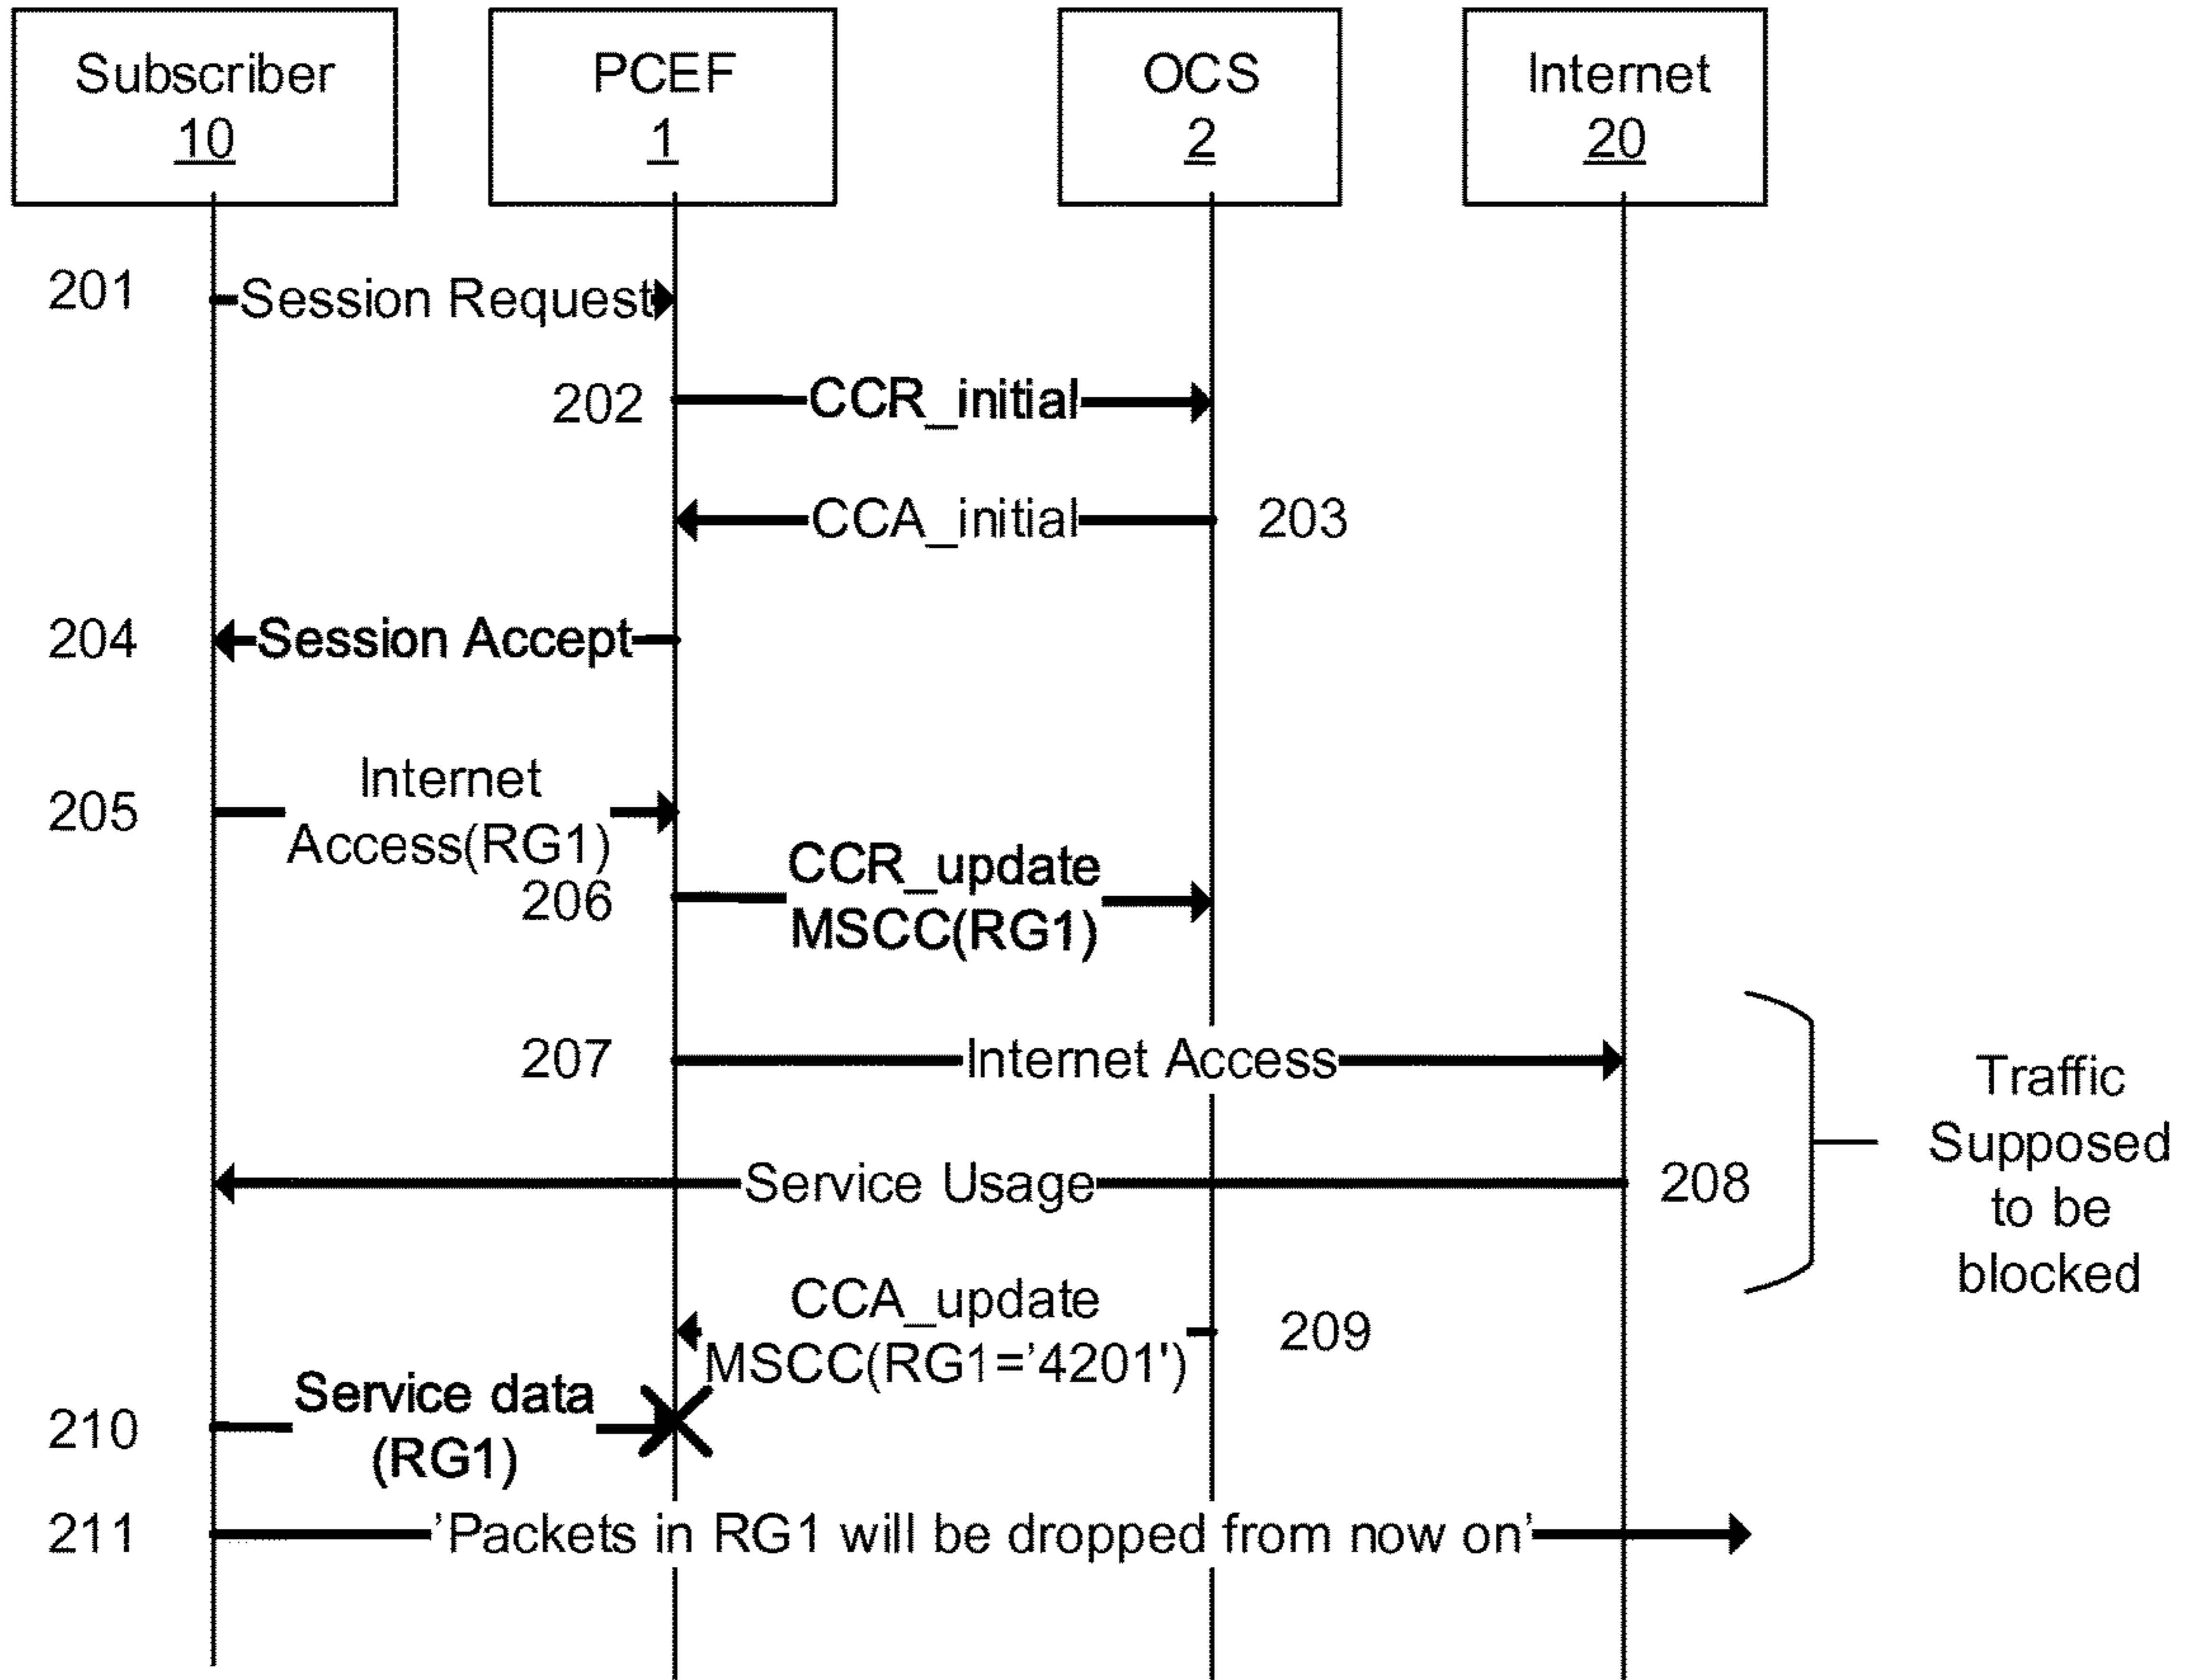 Subscriber
10
PCEF
1
OCS
2
Internet
20
201
Session Request
202
CCR_initial
CCA_initial
203
204
Session Accept
205
Internet
Access(RG1)
206
CCR_update
MSCC(RG1)
207
Internet Access
Service Usage
208
Traffic
Supposed
to be
blocked
CCA_update
MSCC(RG1='4201')
209
210
Service data
(RG1)
211
'Packets in RG1 will be dropped from now on'